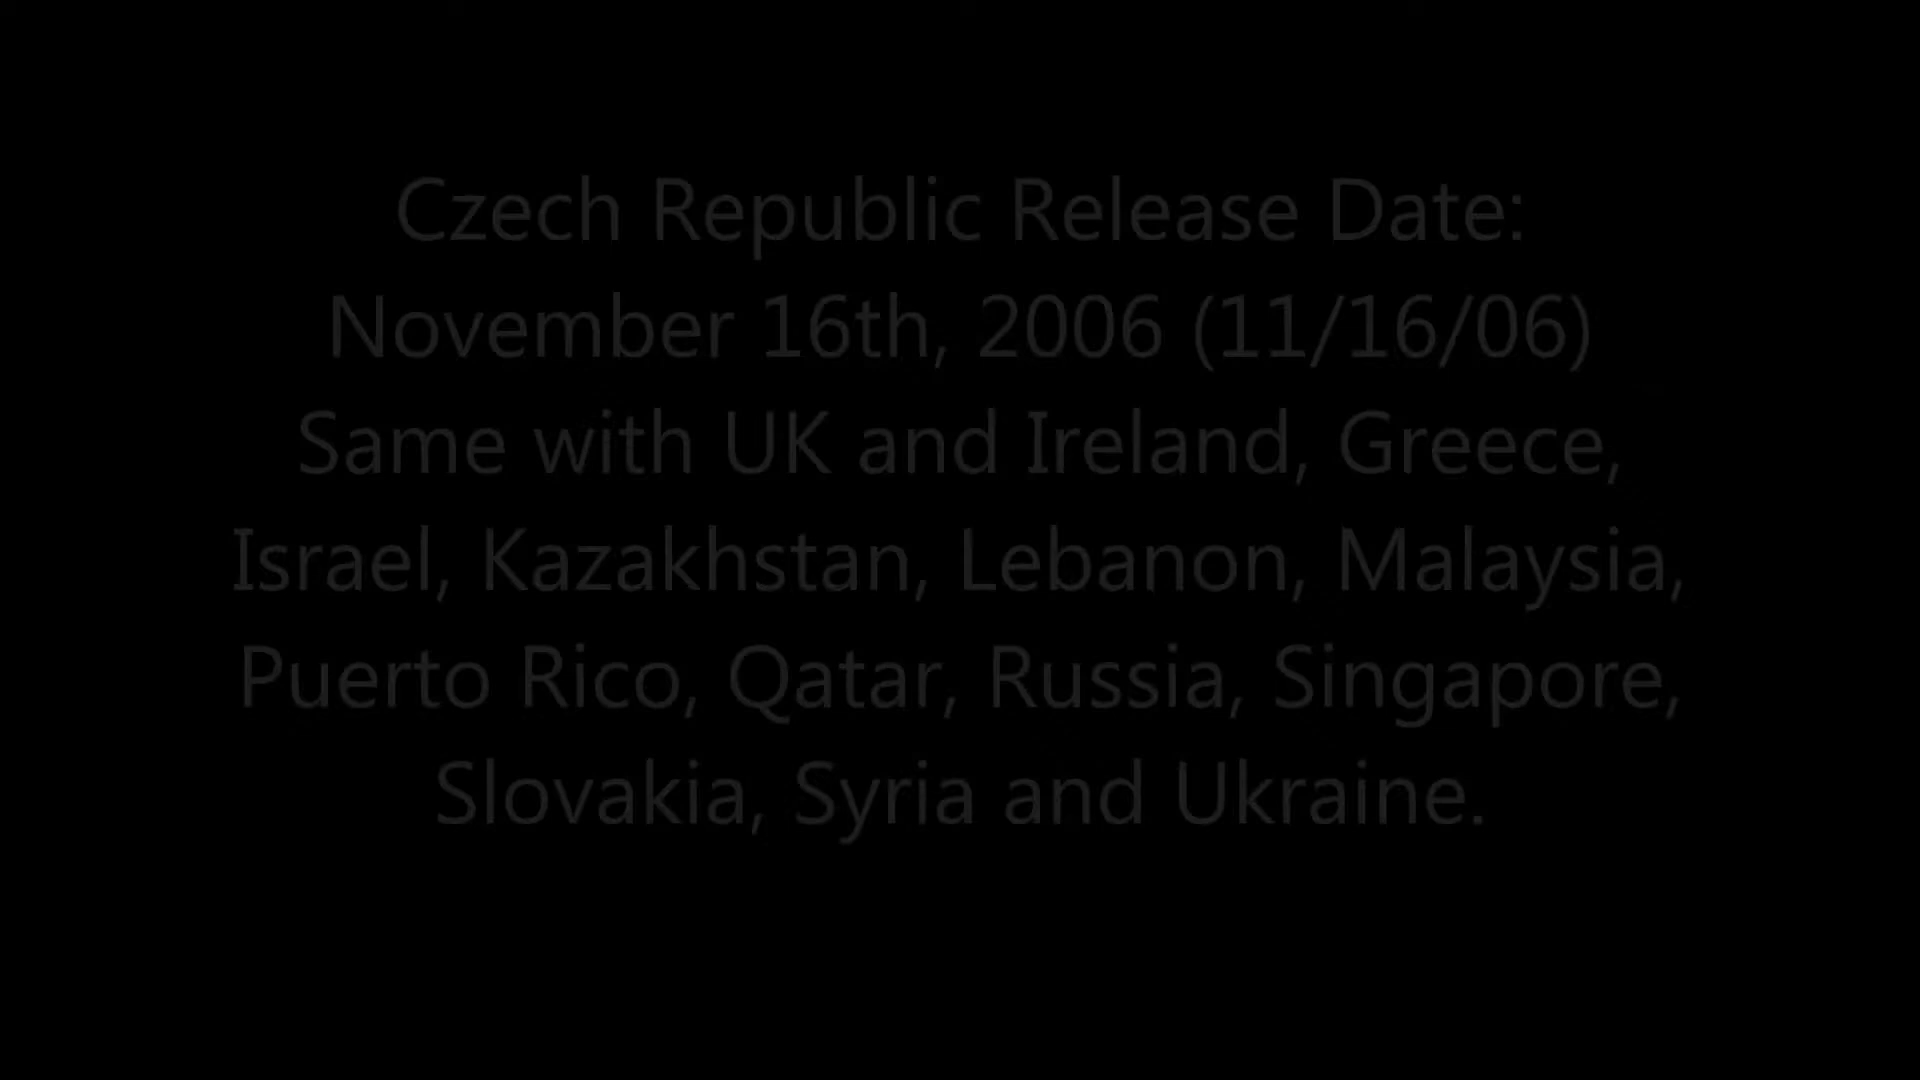 Czech Republic Release Date:
November 16th, 2006 (11/16/06)
Same with UK and Ireland, Greece,
Israel, Kazakhstan, Lebanon, Malaysia,
Puerto Rico, Qatar, Russia, Singapore,
Slovakia, Syria and Ukraine.